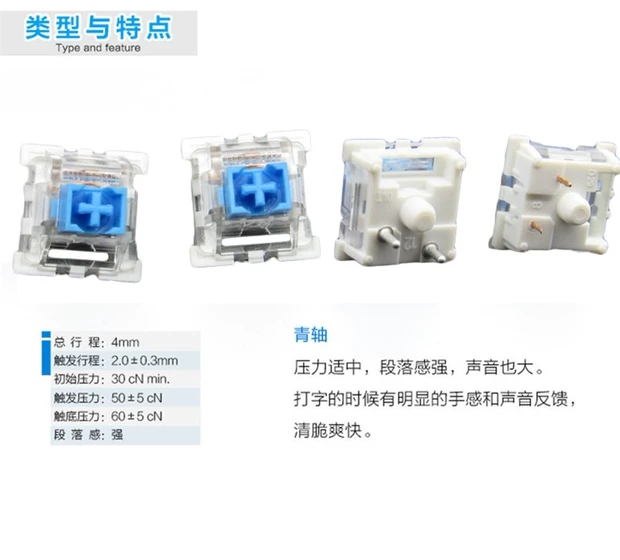 类型与特点
Type and feature
总 行 程: 4mm
触发行程: 2.0±0.3mm
初始压力: 30 cN min.
触发压力: 50±5 cN
触底压力: 60±5 cN
段 落 感: 强
青轴
压力适中，段落感强，声音也大。
打字的时候有明显的手感和声音反馈，
清脆爽快。